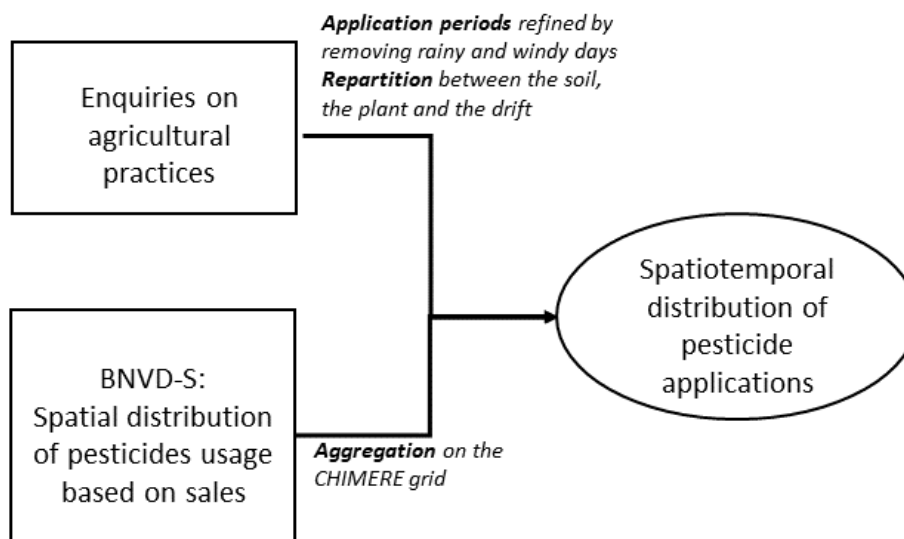 Application periods refined by
removing rainy and windy days
Repartition between the soil,
the plant and the drift
Enquiries on
agricultural
practices
Spatiotemporal
distribution of
pesticide
applications
BNVD-S:
Spatial distribution
of pesticides usage
based on sales
Aggregation on the
CHIMERE grid